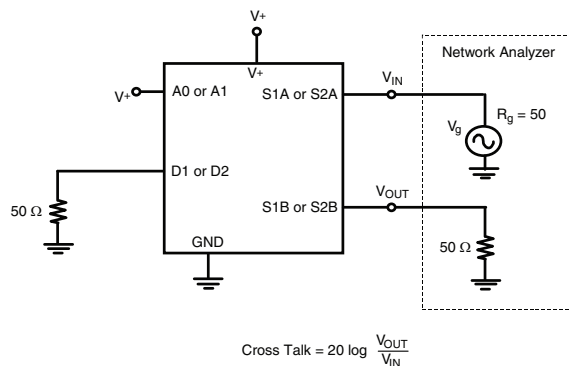 V+
Network Analyzer
V+
V+
A0 or A1
S1A or S2A
VIN
Rg = 50
Vg
D1 or D2
50 Ω
S1B or S2B
VOUT
50 Ω
GND
Cross Talk = 20 log VOUT
VIN